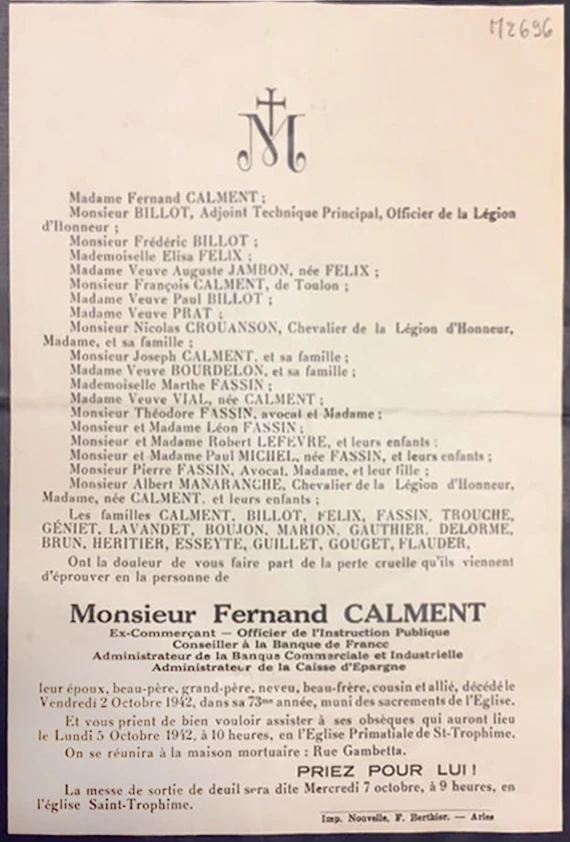 M2696
M
Madame Fernand CALMENT ;
Monsieur BILLOT, Adjoint Technique Principal, Officier de la Légion
d'Honneur ;
Monsieur Frédéric BILLOT ;
Mademoiselle Elisa FELIX ;
Madame Veuve Auguste JAMBON, née FELIX ;
Monsieur François CALMENT, de Toulon ;
Madame Veuve Paul BILLOT ;
Madame Veuve PRAT ;
Monsieur Nicolas CROUANSON, Chevalier de la Légion d'Honneur,
Madame, et sa famille ;
Monsieur Joseph CALMENT, et sa famille ;
Madame Veuve BOURDELON, et sa famille ;
Mademoiselle Marthe FASSIN ;
Madame Veuve VIAL, née CALMENT ;
Monsieur Théodore FASSIN, avocat et Madame ;
Monsieur et Madame Léon FASSIN ;
Monsieur et Madame Robert LEFEVRE, et leurs enfants ;
Monsieur et Madame Paul MICHEL, née FASSIN, et leurs enfants ;
Monsieur Pierre FASSIN, Avocat, Madame, et leur fille ;
Monsieur Albert MANARANCHE, Chevalier de la Légion d'Honneur,
Madame, née CALMENT, et leurs enfants ;
Les familles CALMENT, BILLOT, FELIX, FASSIN, TROUCHE,
GÉNIET, LAVANDET, BOUJON, MARION, GAUTHIER, DELORME,
BRUN, HERITIER, ESSEYTE, GUILLET, GOUGET, FLAUDER,
Ont la douleur de vous faire part de la perte cruelle qu'ils viennent
d'éprouver en la personne de
Monsieur Fernand CALMENT
Ex-Commerçant — Officier de l'Instruction Publique
Conseiller à la Banque de France
Administrateur de la Banque Commerciale et Industrielle
Administrateur de la Caisse d'Epargne
leur époux, beau-père, grand-père, neveu, beau-frère, cousin et allié, décédé le
Vendredi 2 Octobre 1942, dans sa 73me année, muni des sacrements de l'Église.
Et vous prient de bien vouloir assister à ses obsèques qui auront lieu
le Lundi 5 Octobre 1942, à 10 heures, en l'Église Primatiale de St-Trophime.
On se réunira à la maison mortuaire : Rue Gambetta.
PRIEZ POUR LUI !
La messe de sortie de deuil sera dite Mercredi 7 octobre, à 9 heures, en
l'église Saint-Trophime.
Imp. Nouvelle, F. Berthier. — Arles